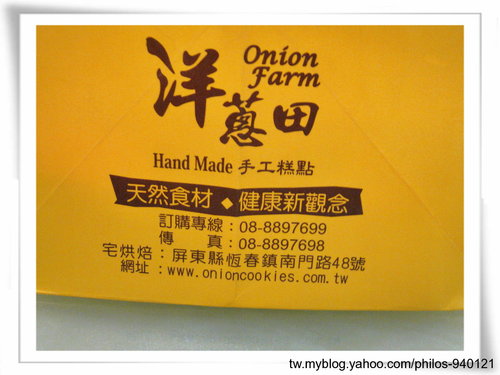 Onion
Farm
洋蔥田
Hand Made 手工糕點
天然食材 ◆ 健康新觀念
訂購專線：08-8897699
傳　真：08-8897698
宅烘焙：屏東縣恆春鎮南門路48號
網址：www.onioncookies.com.tw
tw.myblog.yahoo.com/philos-940121